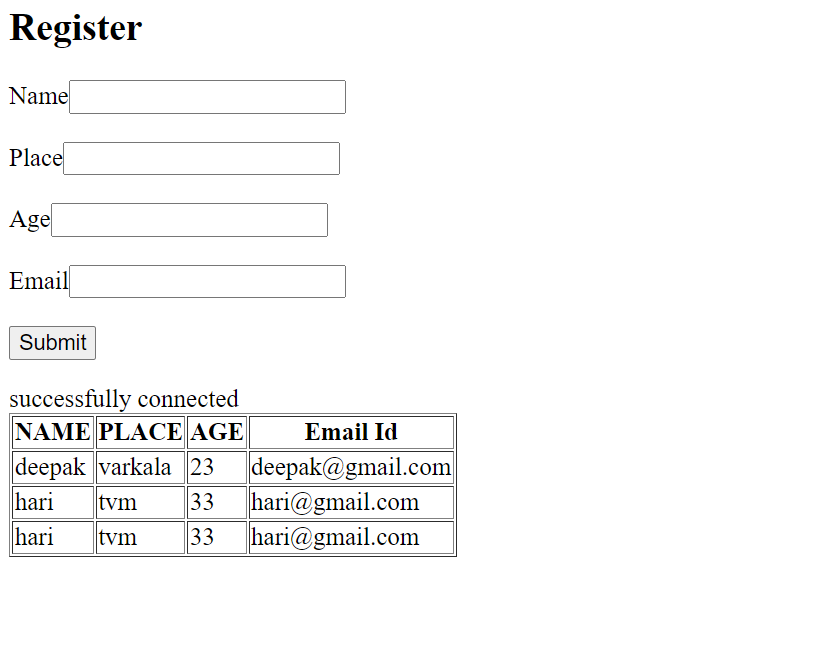 Register
Name
Place
Age
Email
Submit
successfully connected
NAME PLACE AGE Email Id
deepak varkala 23 deepak@gmail.com
hari tvm 33 hari@gmail.com
hari tvm 33 hari@gmail.com